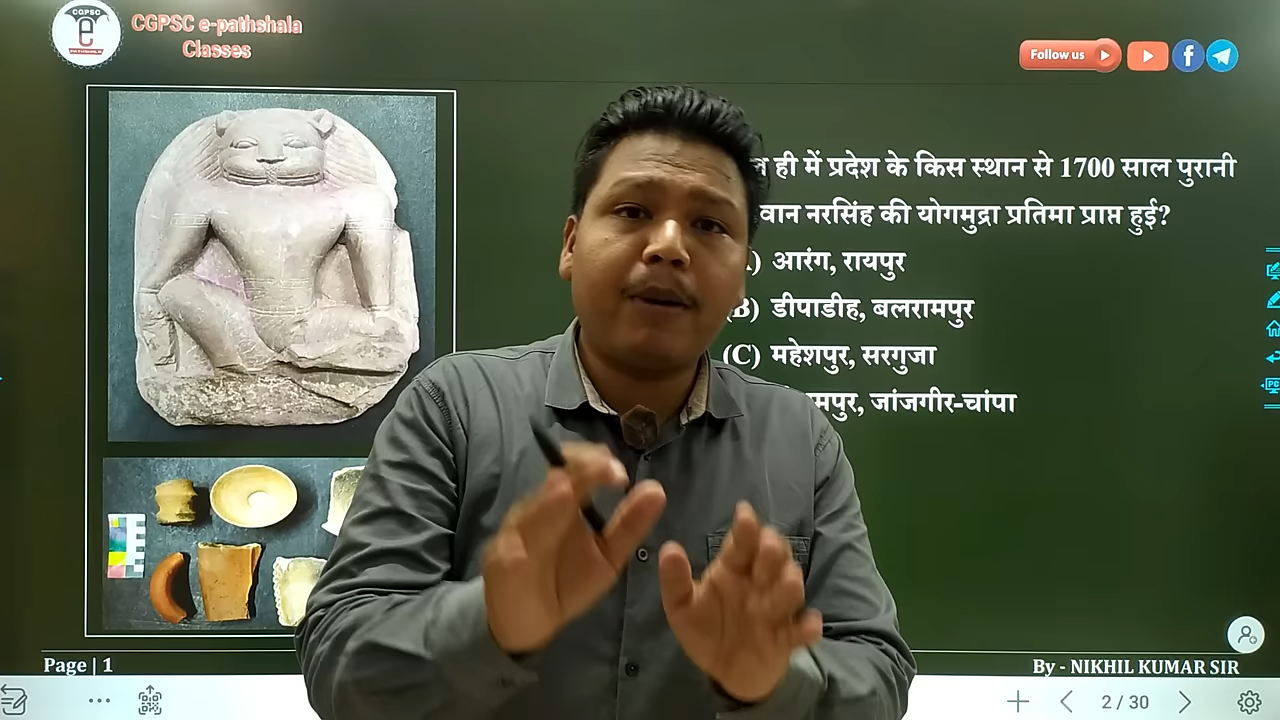 CGPSC
e
CGPSC e-pathshala
Classes
Follow us
ही में प्रदेश के किस स्थान से 1700 साल पुरानी
नरसिंह की योगमुद्रा प्रतिमा प्राप्त हुई?
आरंग, रायपुर
(B) डीपाडीह, बलरामपुर
(C) महेशपुर, सरगुजा
जांजगीर-चांपा
Page | 1
By - NIKHIL KUMAR SIR
2 / 30